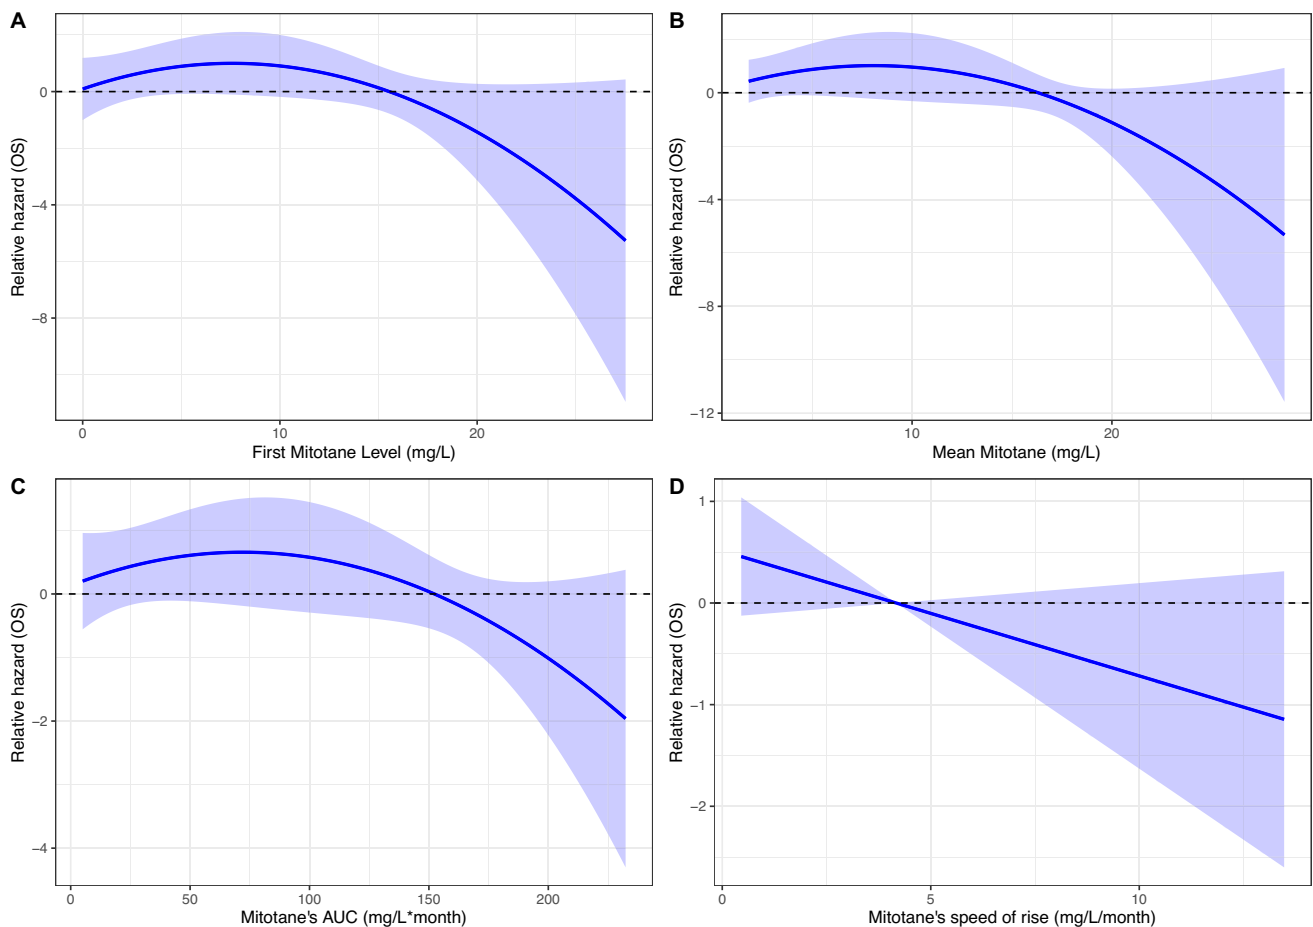 A
Relative hazard (OS)
0
−4
−8
0
10
20
First Mitotane Level (mg/L)
B
Relative hazard (OS)
0
−4
−8
−12
10
20
Mean Mitotane (mg/L)
C
Relative hazard (OS)
0
−2
−4
0
50
100
150
200
Mitotane's AUC (mg/L*month)
D
Relative hazard (OS)
1
0
−1
−2
0
5
10
Mitotane's speed of rise (mg/L/month)